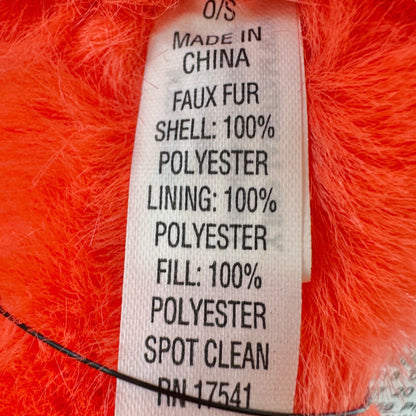 O/S
MADE IN
CHINA
FAUX FUR
SHELL: 100%
POLYESTER
LINING: 100%
POLYESTER
FILL: 100%
POLYESTER
SPOT CLEAN
RN 17541